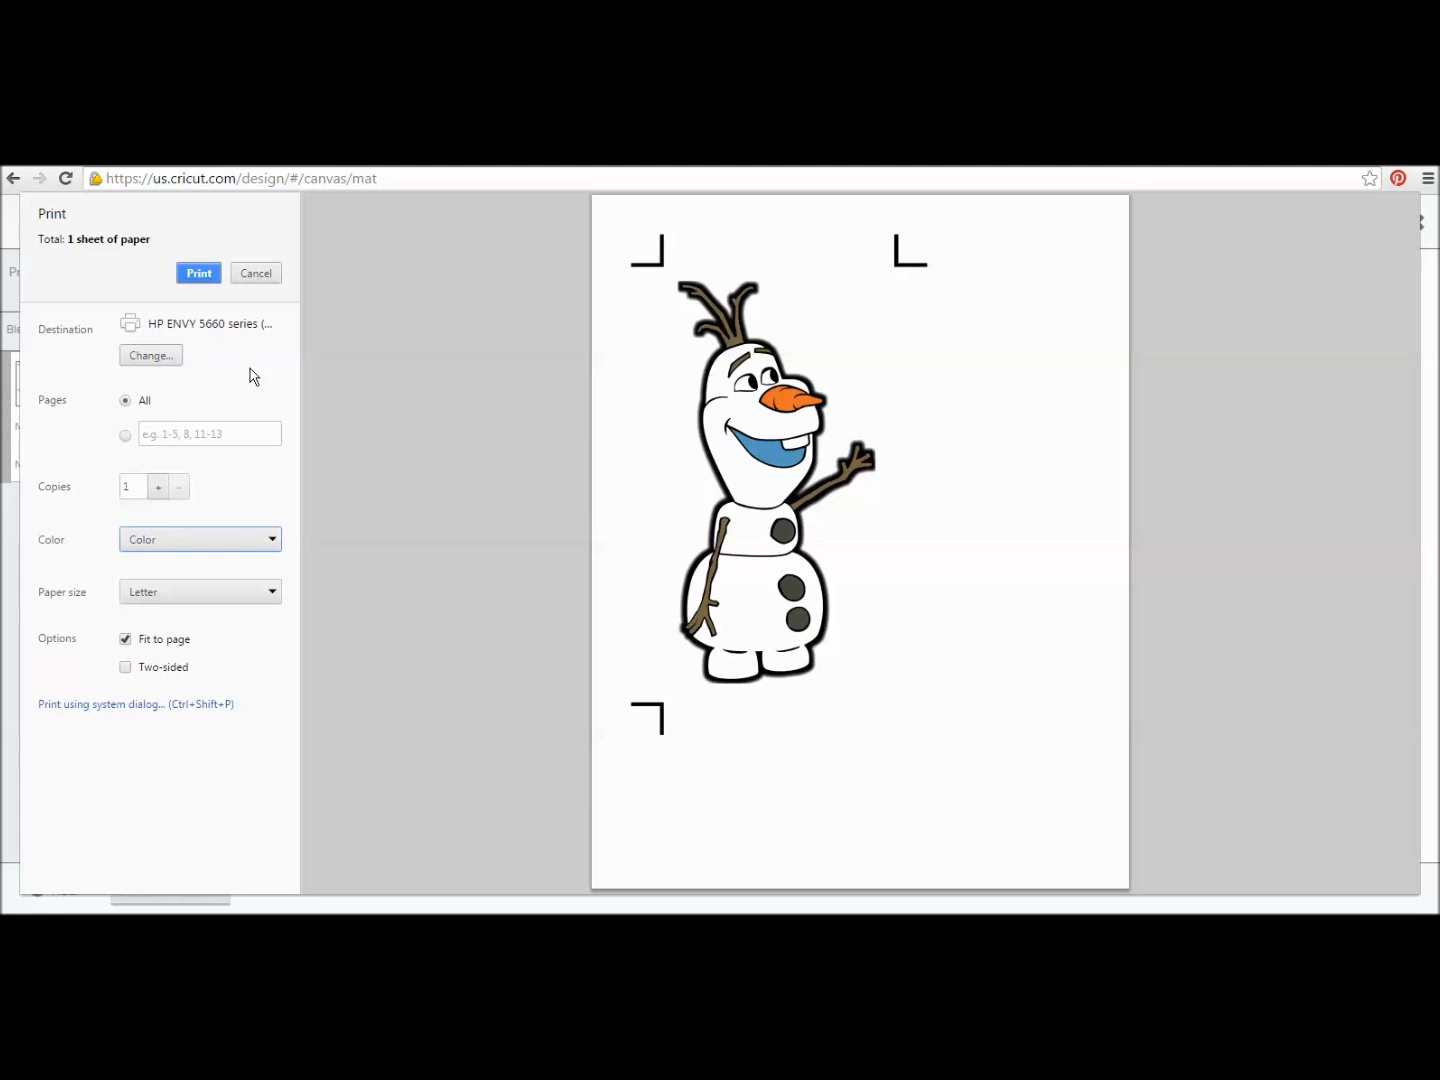 https://us.cricut.com/design/#/canvas/mat
Print
Total: 1 sheet of paper
Print
Cancel
Destination
HP ENVY 5660 series (...
Change...
Pages
All
e.g. 1-5, 8, 11-13
Copies
1
+
-
Color
Color
Paper size
Letter
Options
Fit to page
Two-sided
Print using system dialog... (Ctrl+Shift+P)